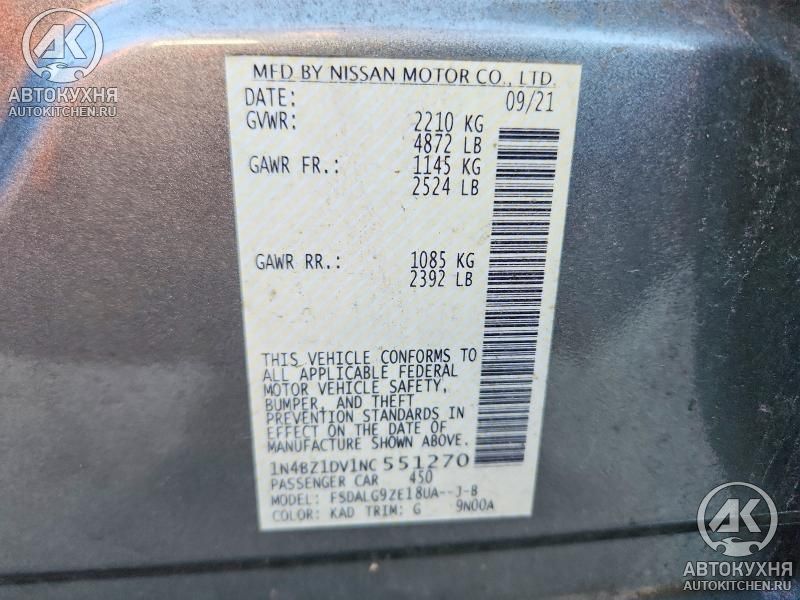 АК
АВТОКУХНЯ
AUTOKITCHEN.RU
MFD BY NISSAN MOTOR CO., LTD.
DATE: 09/21
GVWR: 2210 KG
4872 LB
GAWR FR.: 1145 KG
2524 LB
GAWR RR.: 1085 KG
2392 LB
THIS VEHICLE CONFORMS TO
ALL APPLICABLE FEDERAL
MOTOR VEHICLE SAFETY,
BUMPER, AND THEFT
PREVENTION STANDARDS IN
EFFECT ON THE DATE OF
MANUFACTURE SHOWN ABOVE.
1N4BZ1DV1NC 551270
PASSENGER CAR 450
MODEL: FSDALG9ZE18UA--J-B
COLOR: KAD TRIM: G 9N00A
АК
АВТОКУХНЯ
AUTOKITCHEN.RU